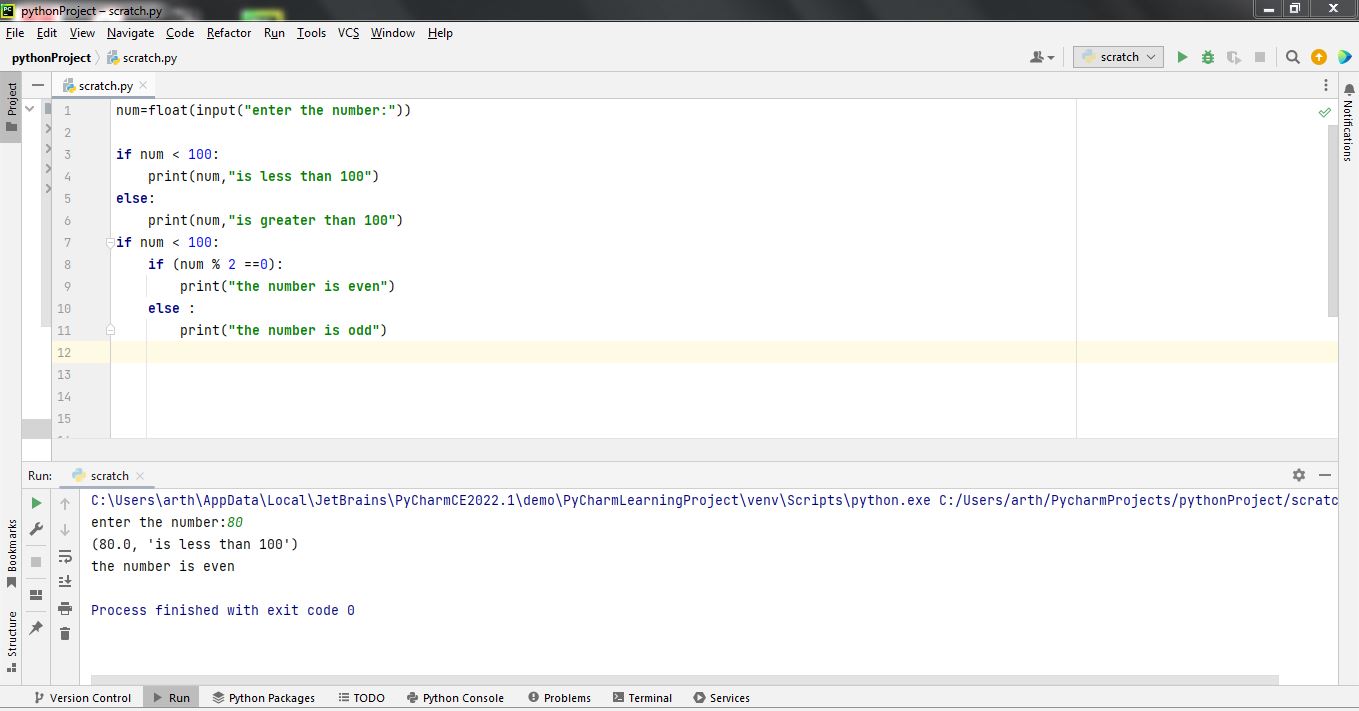 pythonProject – scratch.py
File Edit View Navigate Code Refactor Run Tools VCS Window Help
pythonProject scratch.py scratch
Project
scratch.py
Notifications
1 num=float(input("enter the number:"))
2
3 if num < 100:
4 print(num,"is less than 100")
5 else:
6 print(num,"is greater than 100")
7 if num < 100:
8 if (num % 2 ==0):
9 print("the number is even")
10 else :
11 print("the number is odd")
12
13
14
15
Run: scratch
C:\Users\arth\AppData\Local\JetBrains\PyCharmCE2022.1\demo\PyCharmLearningProject\venv\Scripts\python.exe C:/Users/arth/PycharmProjects/pythonProject/scratc
enter the number:80
(80.0, 'is less than 100')
the number is even
Process finished with exit code 0
Bookmarks
Structure
Version Control Run Python Packages TODO Python Console Problems Terminal Services